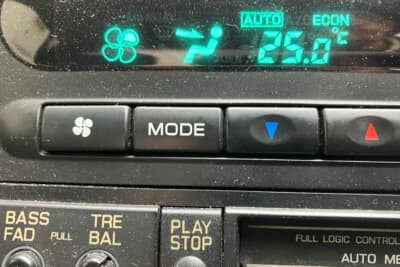 AUTO ECON
25.0°C
MODE
BASS
FAD
PULL
TRE
BAL
PLAY
STOP
FULL LOGIC CONTROL
AUTO ME